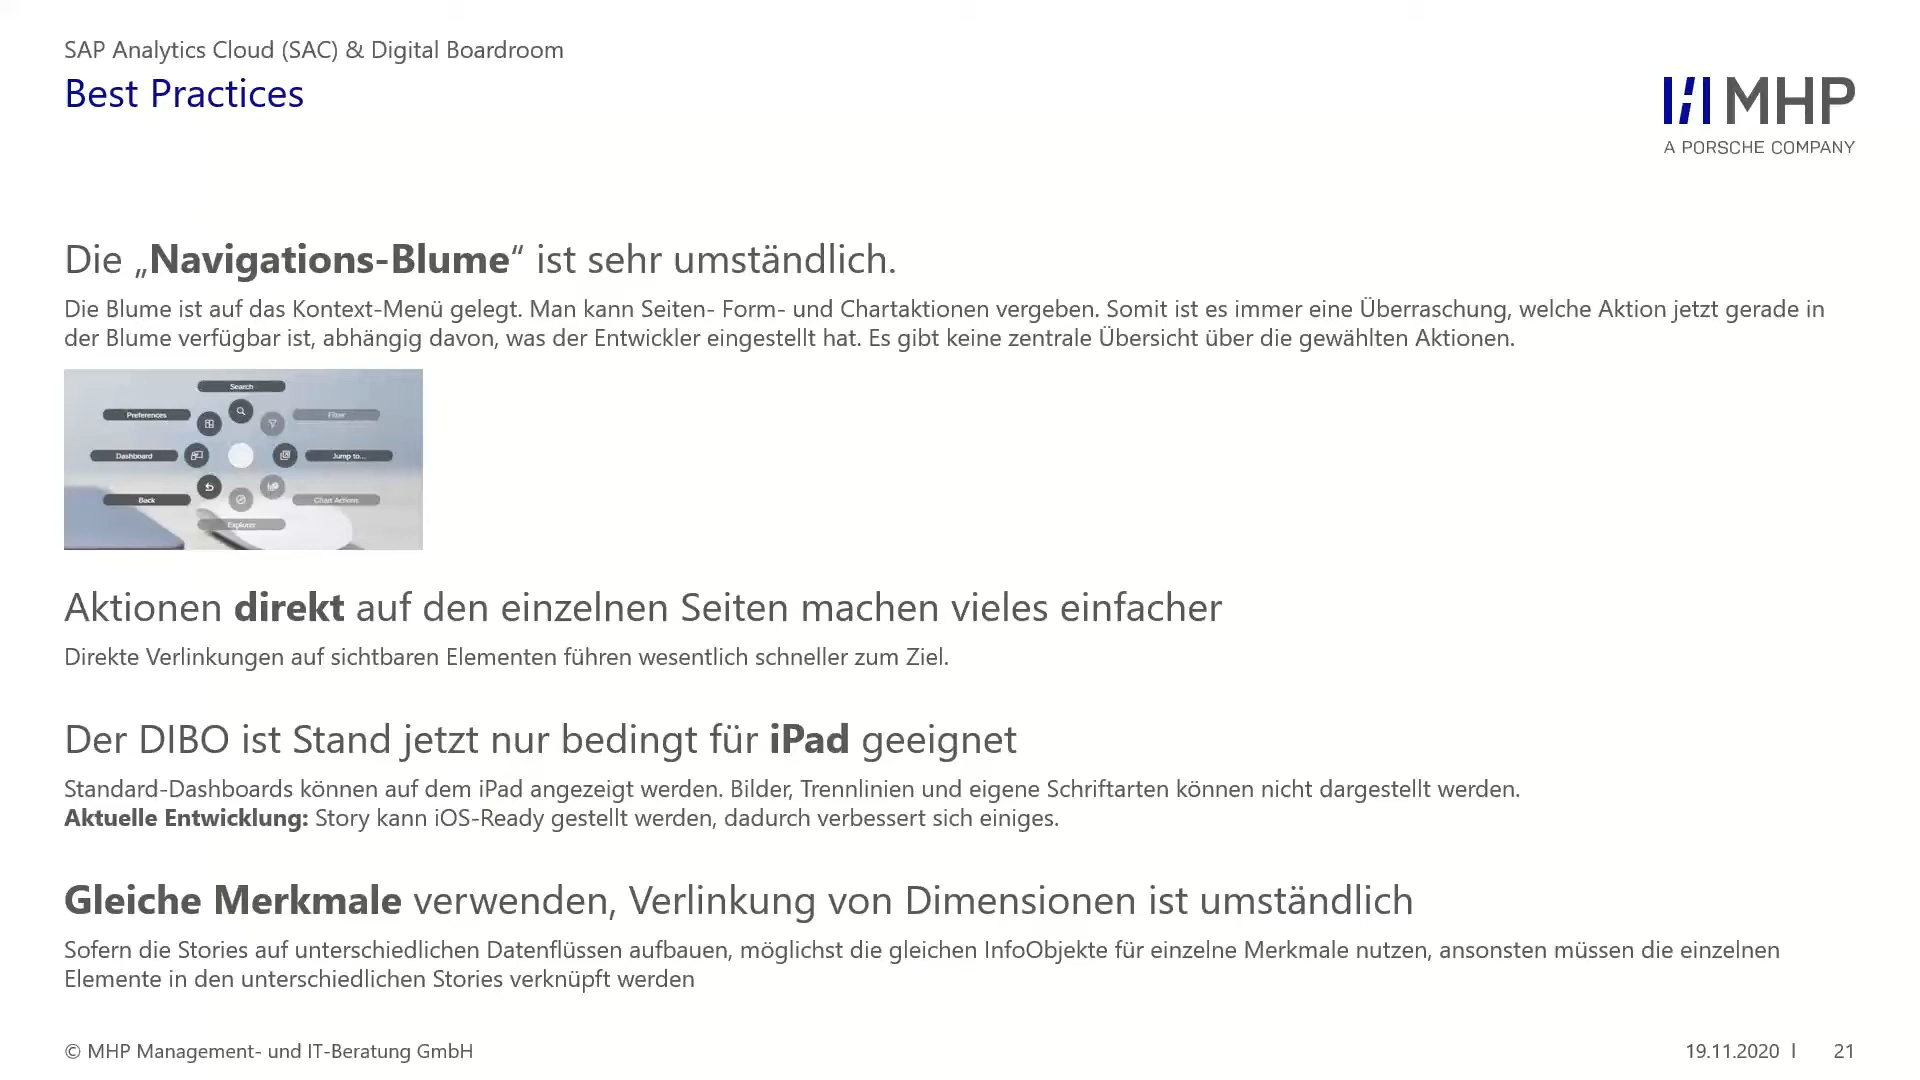 SAP Analytics Cloud (SAC) & Digital Boardroom
Best Practices
MHP
A PORSCHE COMPANY
Die „Navigations-Blume“ ist sehr umständlich.
Die Blume ist auf das Kontext-Menü gelegt. Man kann Seiten- Form- und Chartaktionen vergeben. Somit ist es immer eine Überraschung, welche Aktion jetzt gerade in
der Blume verfügbar ist, abhängig davon, was der Entwickler eingestellt hat. Es gibt keine zentrale Übersicht über die gewählten Aktionen.
Search
Preferences
Filter
Dashboard
Jump to...
Back
Chart Actions
Explorer
Aktionen direkt auf den einzelnen Seiten machen vieles einfacher
Direkte Verlinkungen auf sichtbaren Elementen führen wesentlich schneller zum Ziel.
Der DIBO ist Stand jetzt nur bedingt für iPad geeignet
Standard-Dashboards können auf dem iPad angezeigt werden. Bilder, Trennlinien und eigene Schriftarten können nicht dargestellt werden.
Aktuelle Entwicklung: Story kann iOS-Ready gestellt werden, dadurch verbessert sich einiges.
Gleiche Merkmale verwenden, Verlinkung von Dimensionen ist umständlich
Sofern die Stories auf unterschiedlichen Datenflüssen aufbauen, möglichst die gleichen InfoObjekte für einzelne Merkmale nutzen, ansonsten müssen die einzelnen
Elemente in den unterschiedlichen Stories verknüpft werden
© MHP Management- und IT-Beratung GmbH
19.11.2020 | 21